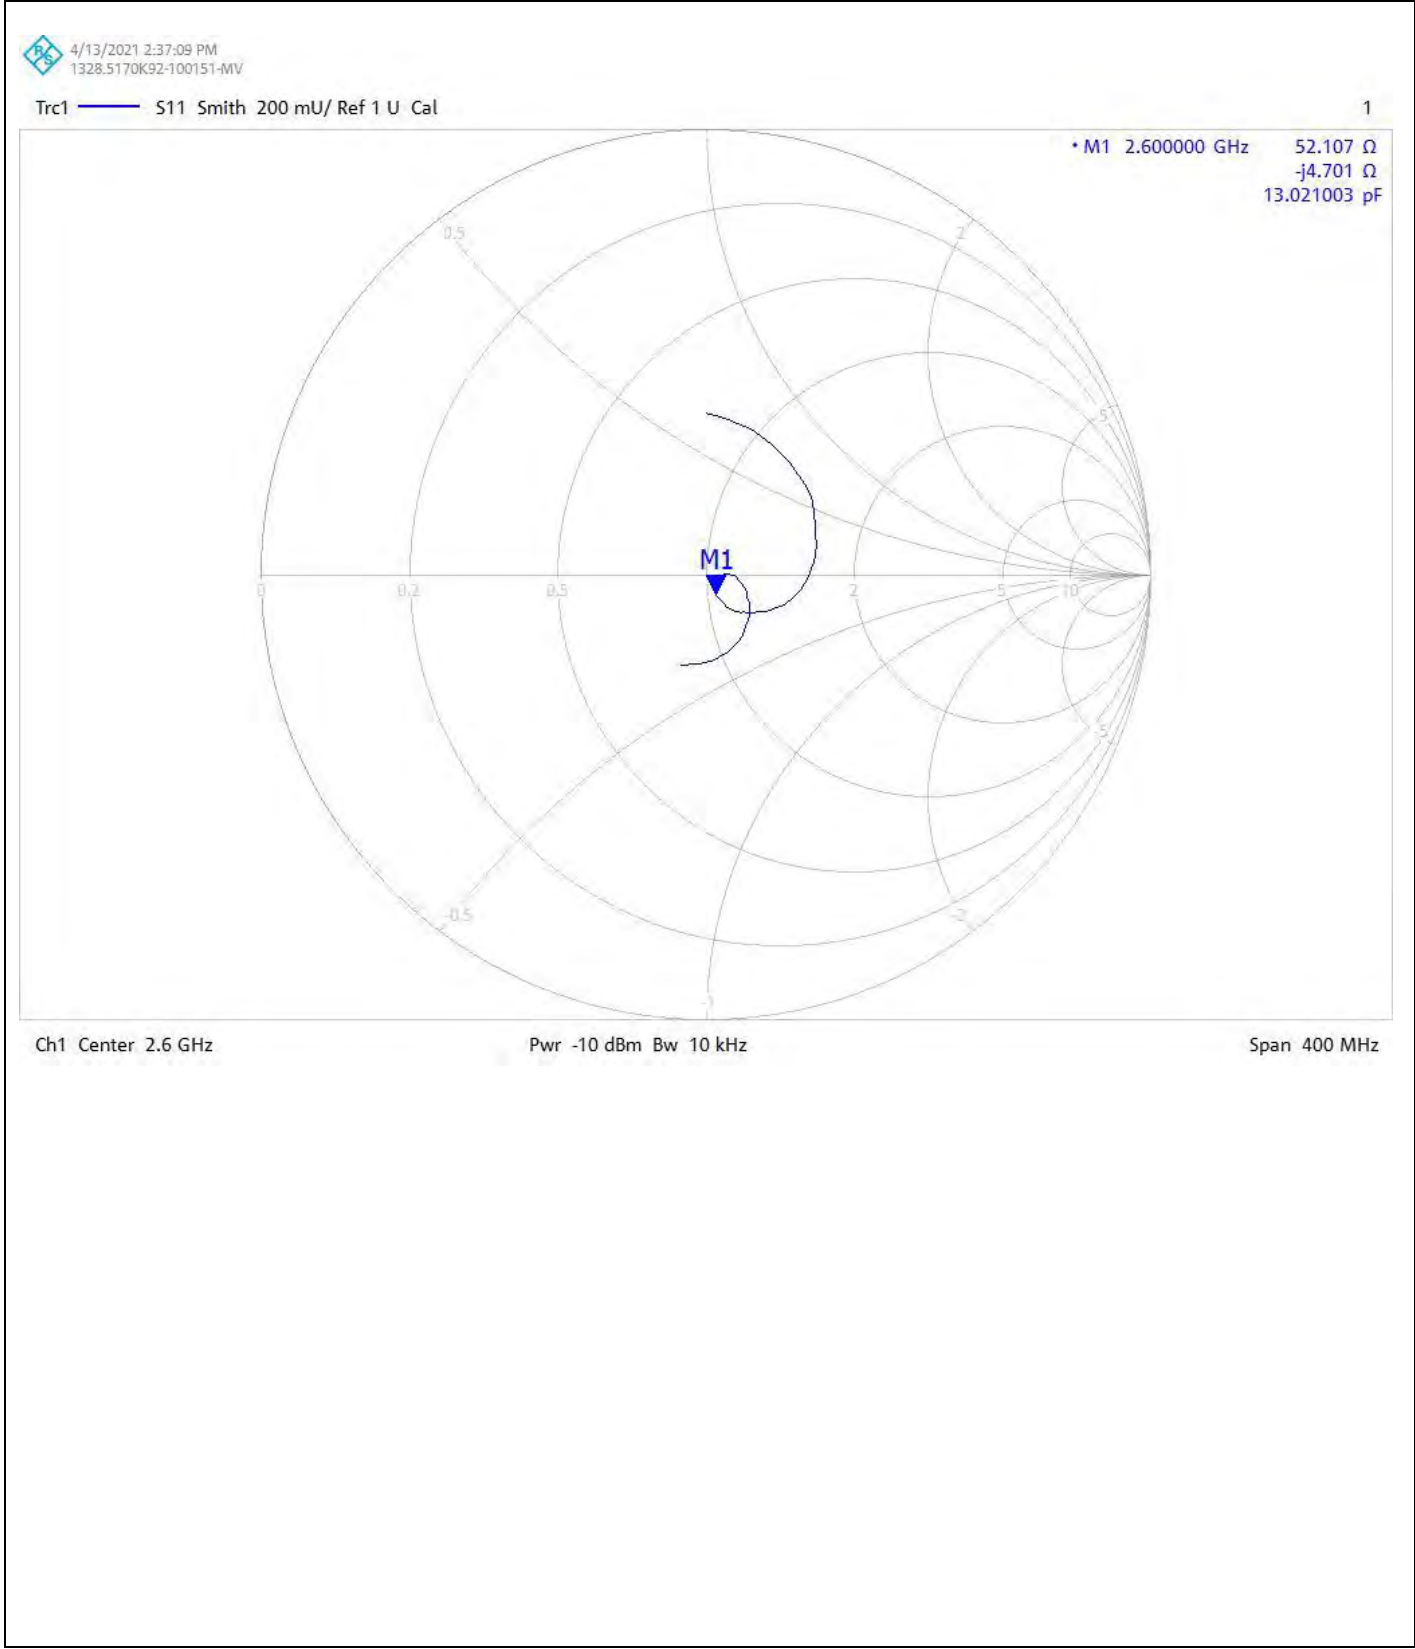 R&S
4/13/2021 2:37:09 PM
1328.5170K92-100151-MV
Trc1 S11 Smith 200 mU/ Ref 1 U Cal 1
• M1 2.600000 GHz 52.107 Ω
-j4.701 Ω
13.021003 pF
0.5 2
5
M1
0 0.2 0.5 1 2 5 10
-5
-0.5 -2
-1
Ch1 Center 2.6 GHz Pwr -10 dBm Bw 10 kHz Span 400 MHz